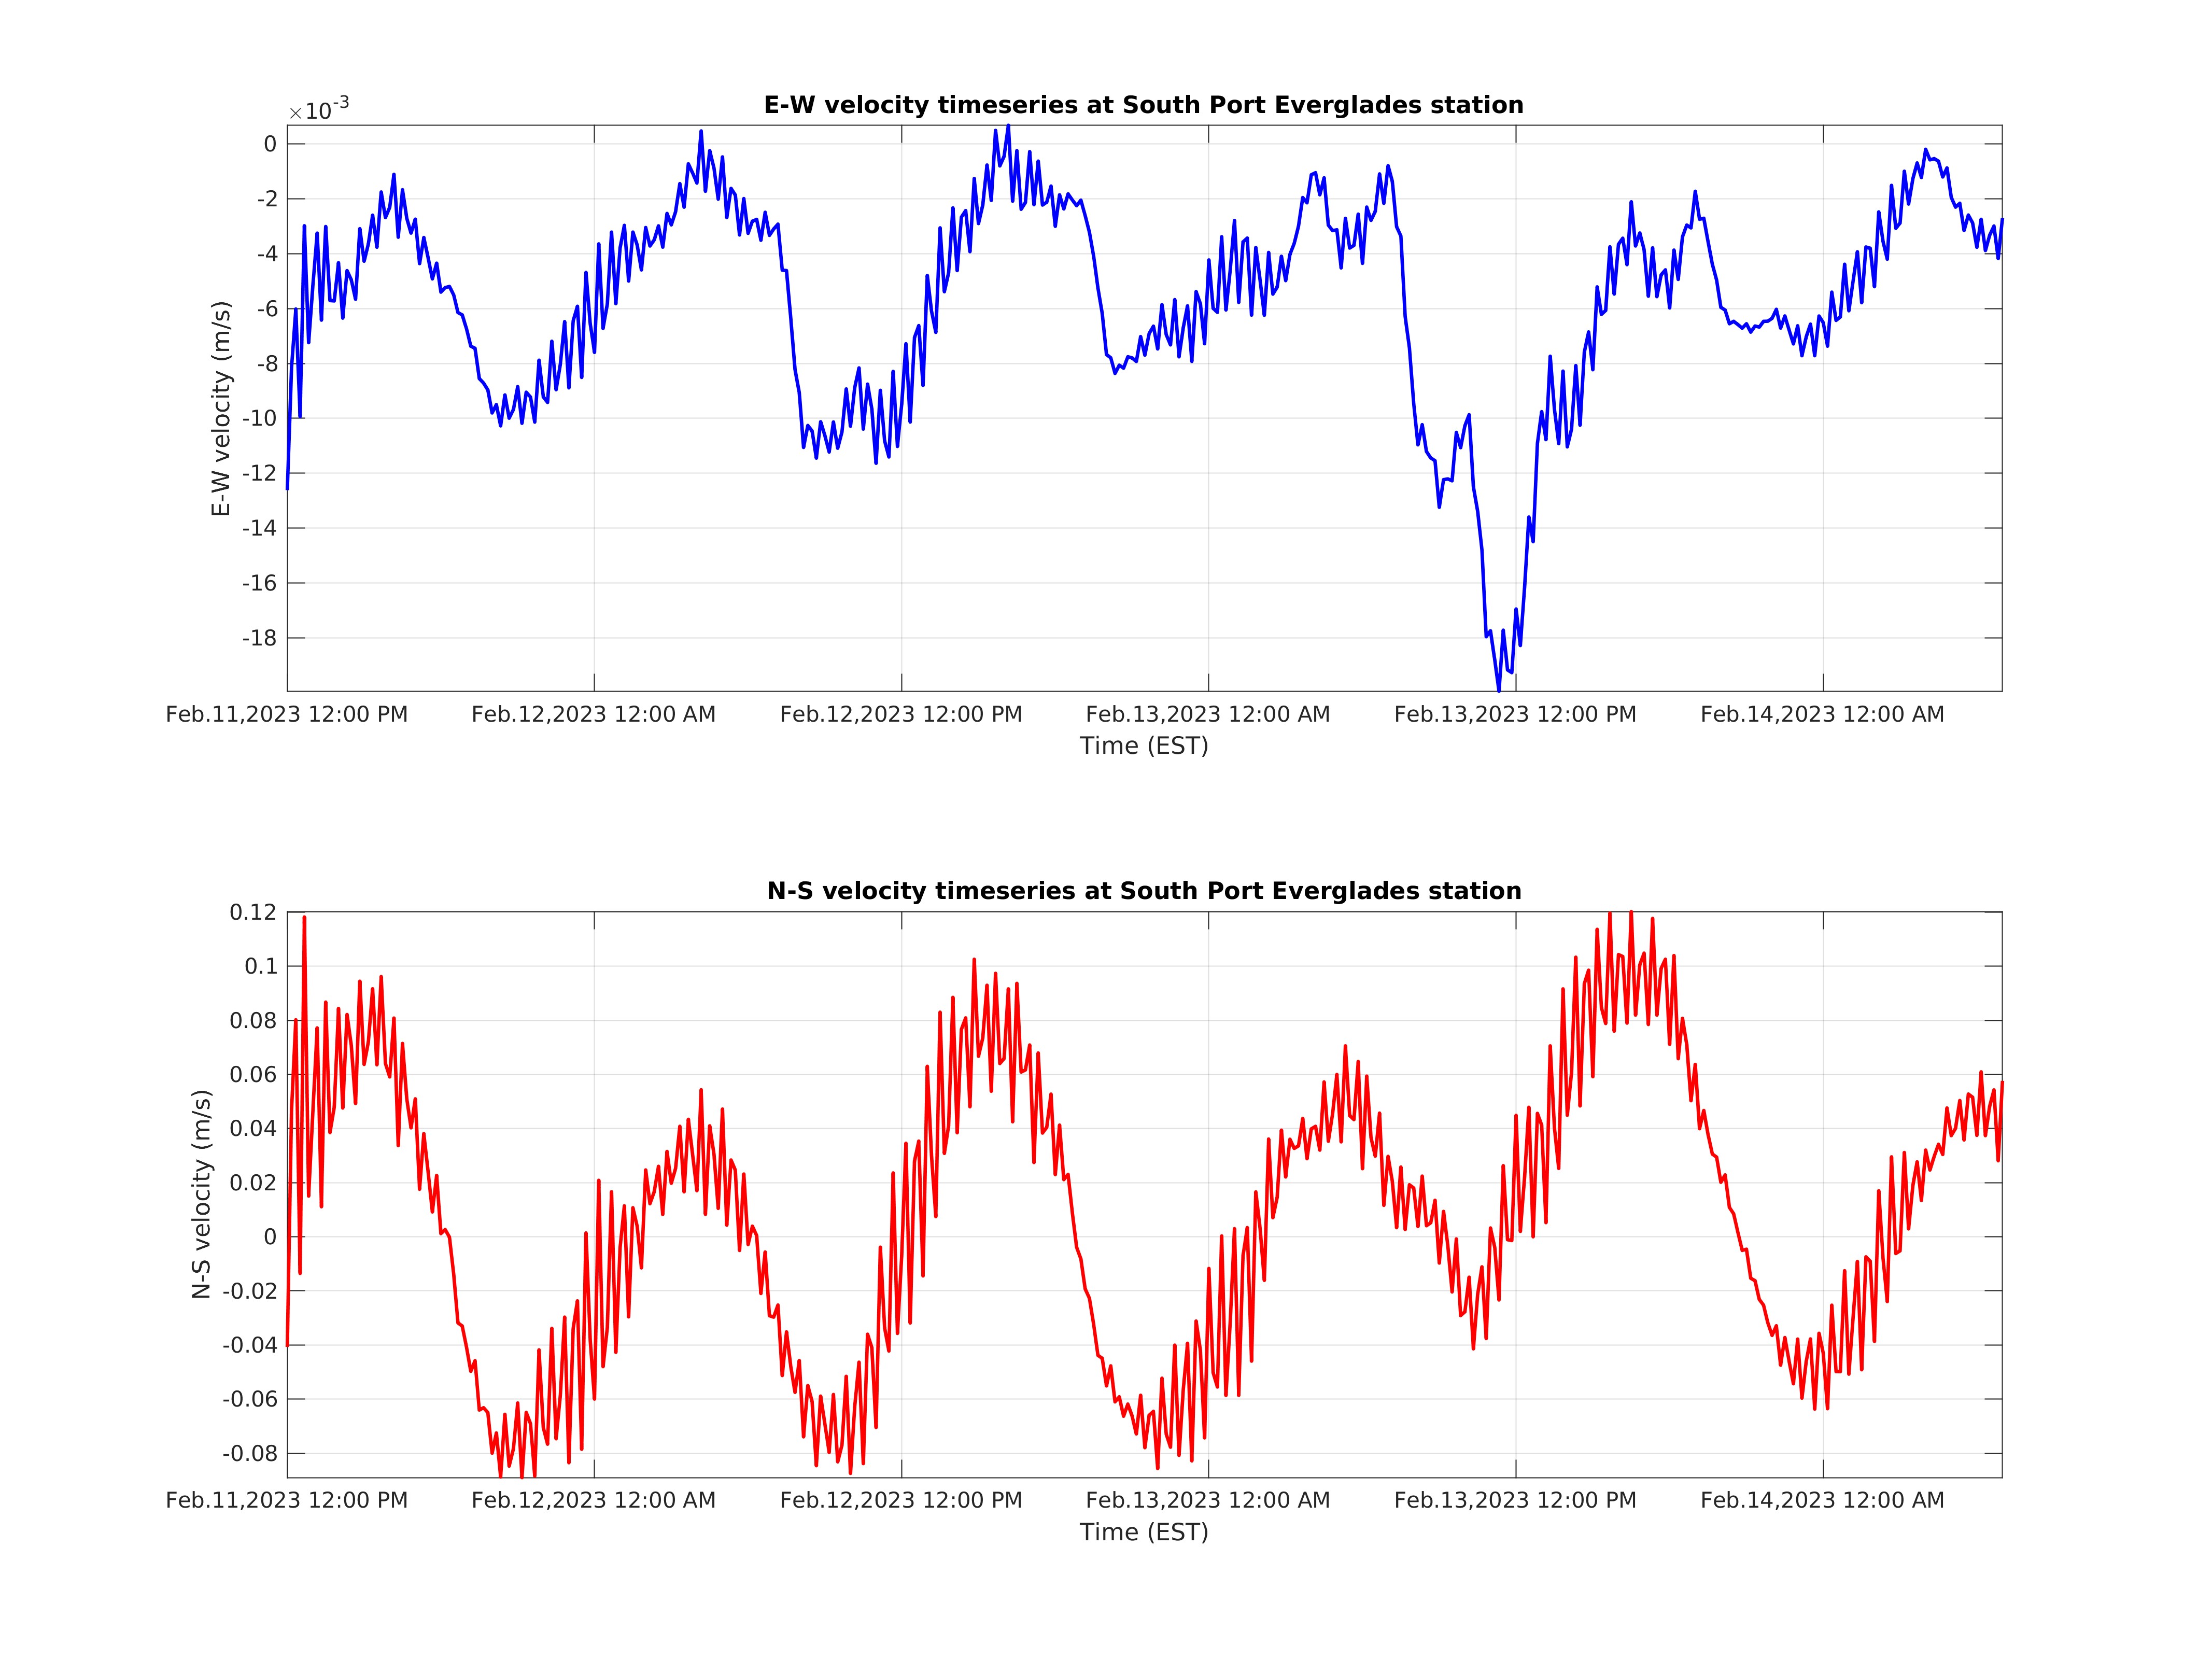 E-W velocity timeseries at South Port Everglades station
×10-3
0
-2
-4
-6
-8
-10
-12
-14
-16
-18
E-W velocity (m/s)
Feb.11,2023 12:00 PM Feb.12,2023 12:00 AM Feb.12,2023 12:00 PM Feb.13,2023 12:00 AM Feb.13,2023 12:00 PM Feb.14,2023 12:00 AM
Time (EST)
N-S velocity timeseries at South Port Everglades station
0.12
0.1
0.08
0.06
0.04
0.02
0
-0.02
-0.04
-0.06
-0.08
N-S velocity (m/s)
Feb.11,2023 12:00 PM Feb.12,2023 12:00 AM Feb.12,2023 12:00 PM Feb.13,2023 12:00 AM Feb.13,2023 12:00 PM Feb.14,2023 12:00 AM
Time (EST)